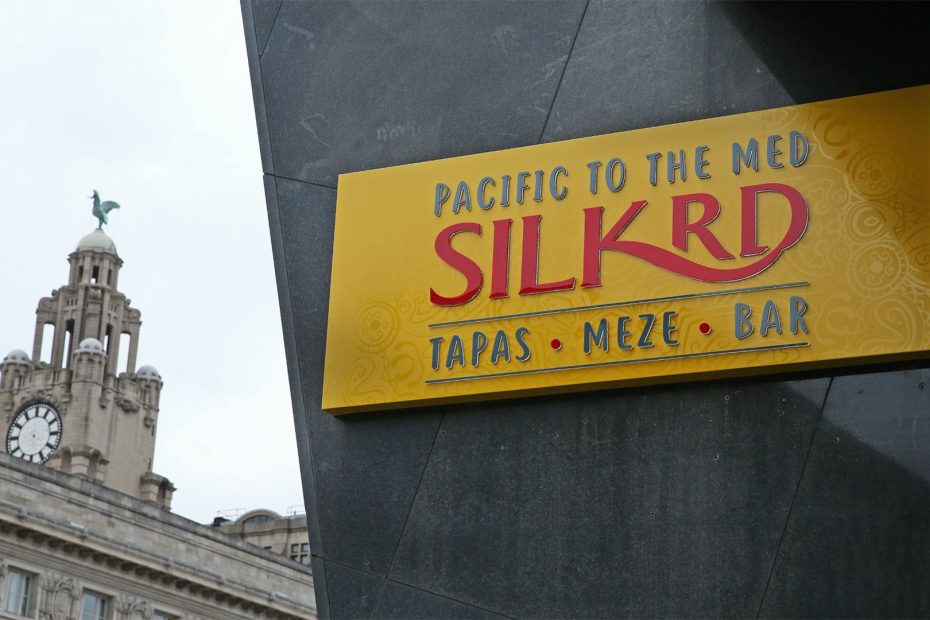 PACIFIC TO THE MED
SILKRD
TAPAS • MEZE • BAR